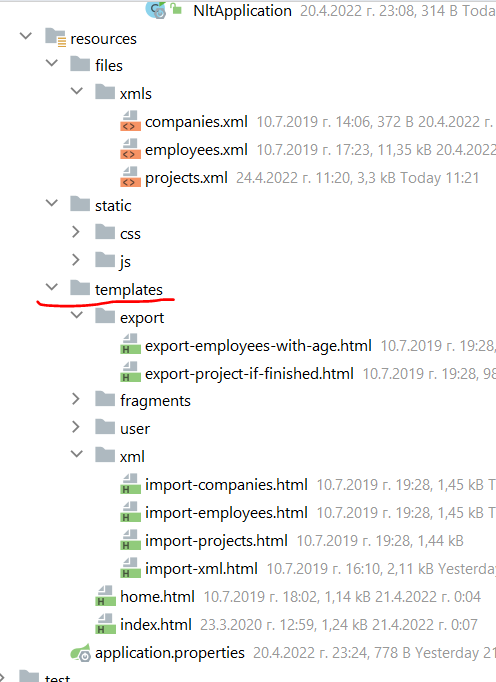 NltApplication 20.4.2022 г. 23:08, 314 B Toda
resources
files
xmls
companies.xml 10.7.2019 г. 14:06, 372 B 20.4.2022 г.
employees.xml 10.7.2019 г. 17:23, 11,35 kB 20.4.2022
projects.xml 24.4.2022 г. 11:20, 3,3 kB Today 11:21
static
css
js
templates
export
export-employees-with-age.html 10.7.2019 г. 19:28,
export-project-if-finished.html 10.7.2019 г. 19:28, 98
fragments
user
xml
import-companies.html 10.7.2019 г. 19:28, 1,45 kB T
import-employees.html 10.7.2019 г. 19:28, 1,45 kB T
import-projects.html 10.7.2019 г. 19:28, 1,44 kB
import-xml.html 10.7.2019 г. 16:10, 2,11 kB Yesterday
home.html 10.7.2019 г. 18:02, 1,14 kB 21.4.2022 г. 0:04
index.html 23.3.2020 г. 12:59, 1,24 kB 21.4.2022 г. 0:07
application.properties 20.4.2022 г. 23:24, 778 B Yesterday 21
test